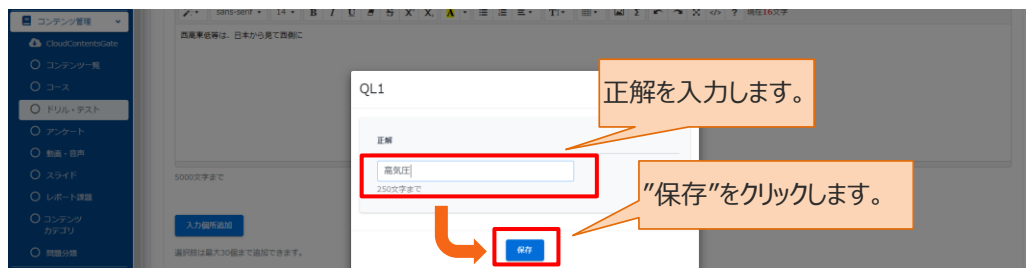 コンテンツ管理
CloudContentsGate
コンテンツ一覧
コース
ドリル・テスト
アンケート
動画・音声
スライド
レポート課題
コンテンツ
カテゴリ
問題分類
sans-serif 14 B I U S S X X A T ? 現在16文字
西高東低等は、日本から見て西側に
5000文字まで
入力個所追加
選択肢は最大30個まで追加できます。
QL1
正解
高気圧
250文字まで
保存
正解を入力します。
"保存"をクリックします。